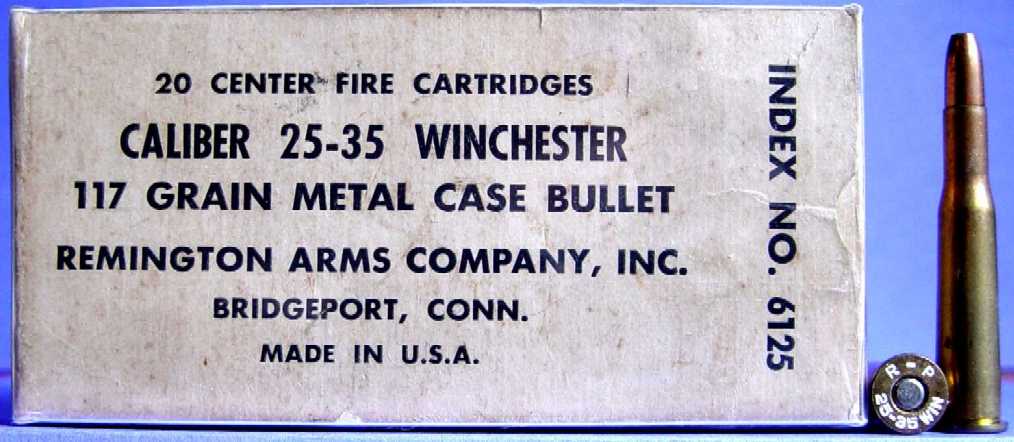 20 CENTER FIRE CARTRIDGES
CALIBER 25-35 WINCHESTER
117 GRAIN METAL CASE BULLET
REMINGTON ARMS COMPANY, INC.
BRIDGEPORT, CONN.
MADE IN U.S.A.
INDEX NO. 6125
R-P
25-35 WIN